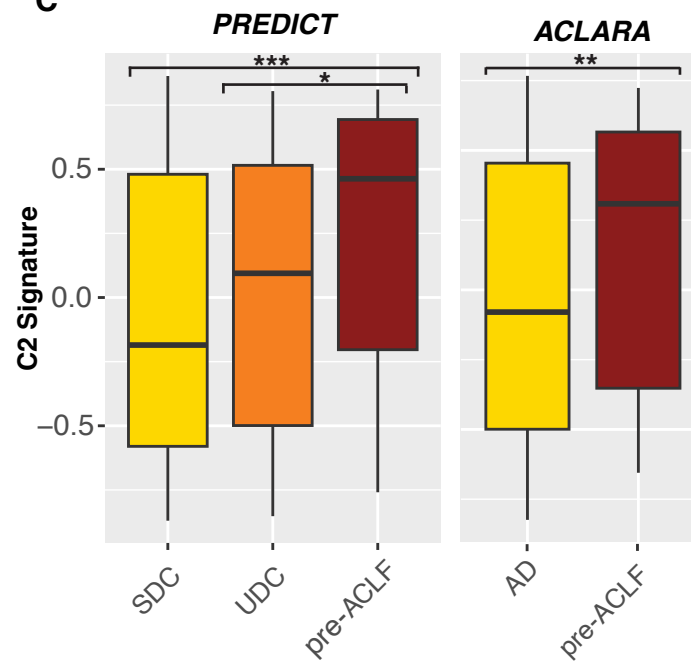 C
PREDICT
ACLARA
***
*
**
0.5
0.0
−0.5
C2 Signature
SDC
UDC
pre-ACLF
AD
pre-ACLF